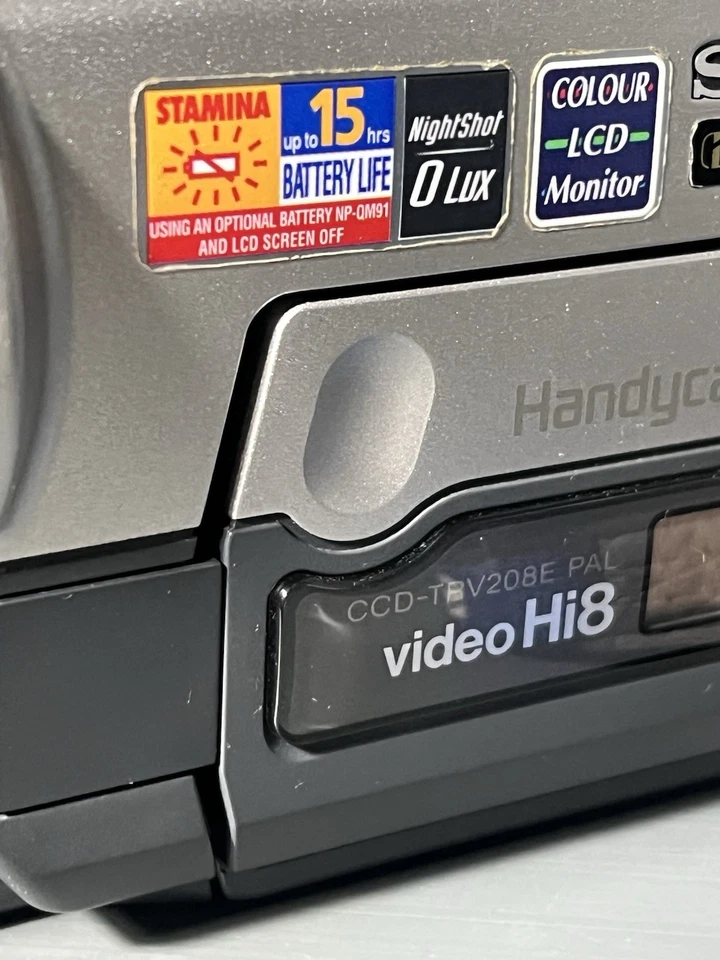 STAMINA
up to 15 hrs
BATTERY LIFE
USING AN OPTIONAL BATTERY NP-QM91
AND LCD SCREEN OFF
NightShot
0 LUX
COLOUR
LCD
Monitor
S
Handyca
CCD-TRV208E PAL
video Hi8